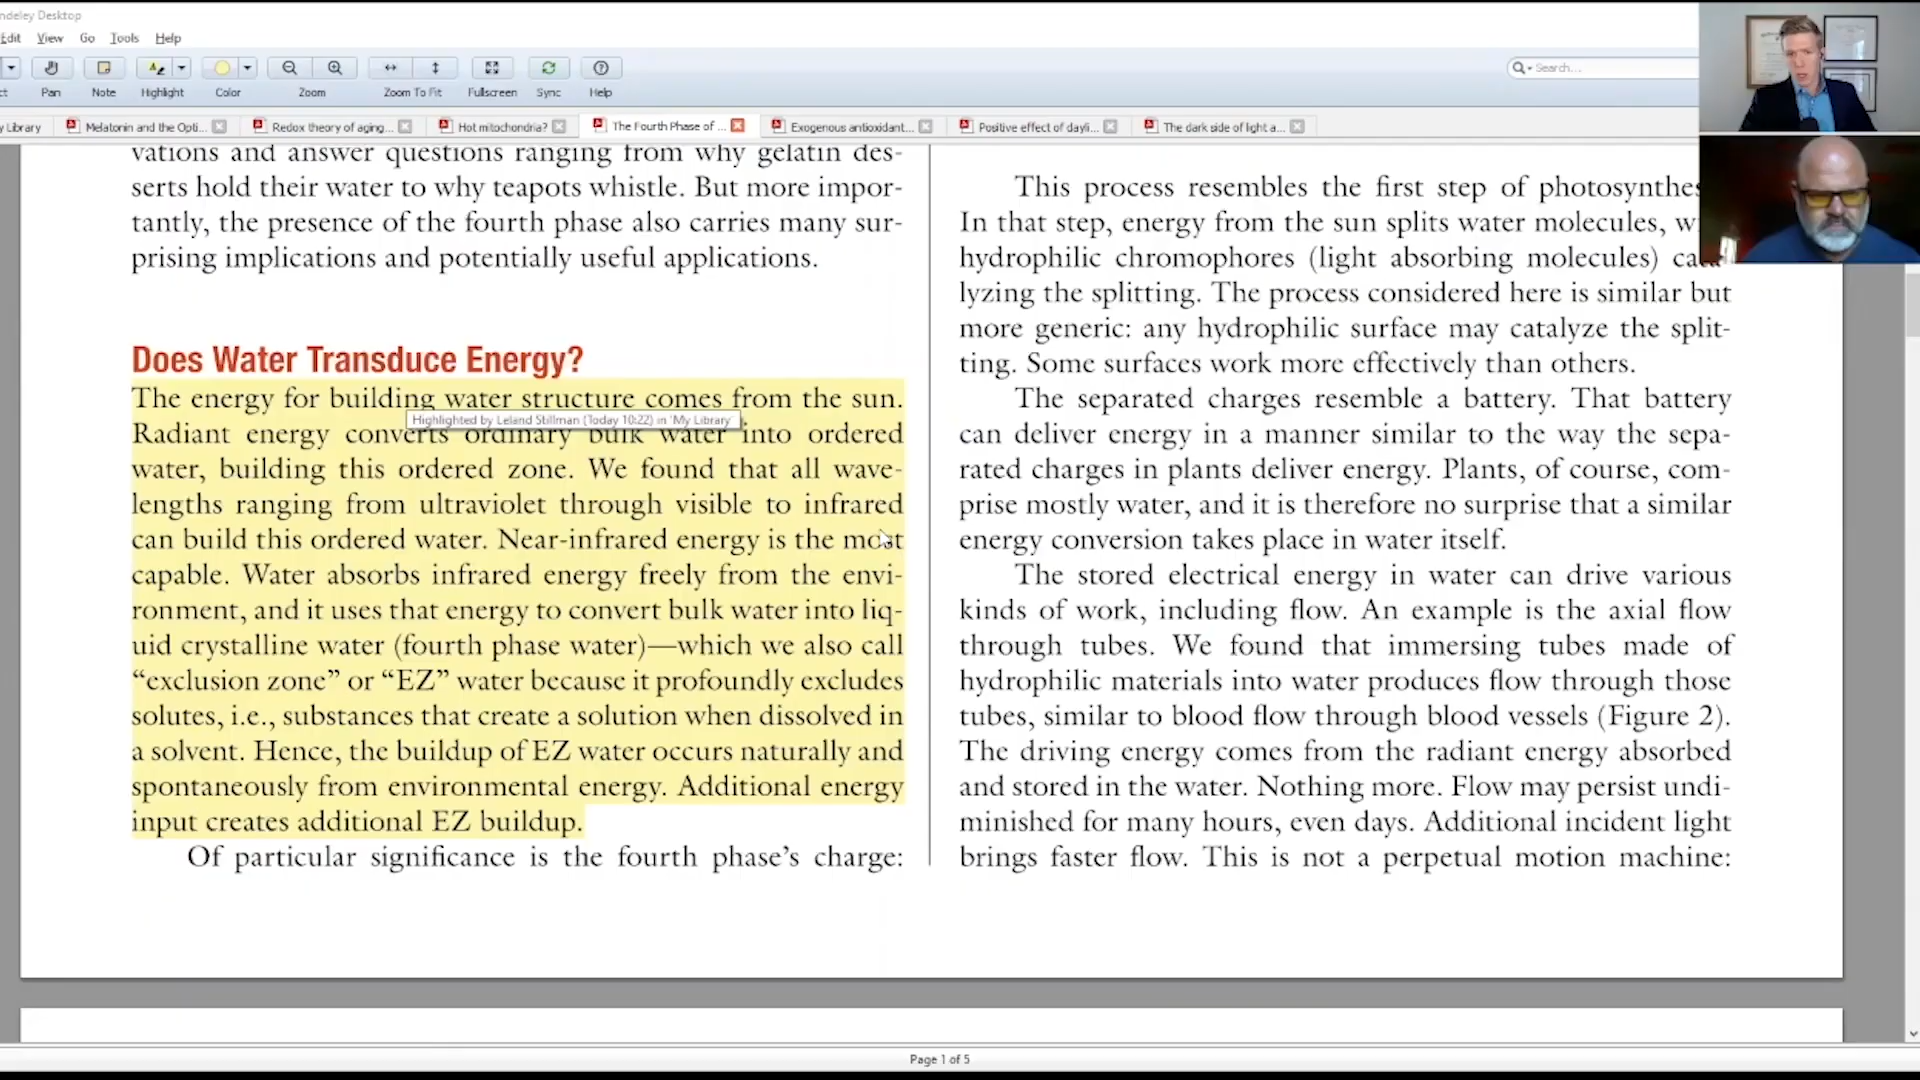 ndeley Desktop
Edit View Go Tools Help
ct Pan Note Highlight Color Zoom Zoom To Fit Fullscreen Sync Help
Search...
y Library Melatonin and the Opti... Redox theory of aging... Hot mitochondria? The Fourth Phase of ... Exogenous antioxidant... Positive effect of dayli... The dark side of light a...
vations and answer questions ranging from why gelatin des-
serts hold their water to why teapots whistle. But more impor-
tantly, the presence of the fourth phase also carries many sur-
prising implications and potentially useful applications.
Does Water Transduce Energy?
The energy for building water structure comes from the sun.
Highlighted by Leland Stillman (Today 10:22) in 'My Library'
Radiant energy converts ordinary bulk water into ordered
water, building this ordered zone. We found that all wave-
lengths ranging from ultraviolet through visible to infrared
can build this ordered water. Near-infrared energy is the most
capable. Water absorbs infrared energy freely from the envi-
ronment, and it uses that energy to convert bulk water into liq-
uid crystalline water (fourth phase water)—which we also call
“exclusion zone” or “EZ” water because it profoundly excludes
solutes, i.e., substances that create a solution when dissolved in
a solvent. Hence, the buildup of EZ water occurs naturally and
spontaneously from environmental energy. Additional energy
input creates additional EZ buildup.
Of particular significance is the fourth phase’s charge:
This process resembles the first step of photosynthes
In that step, energy from the sun splits water molecules, w
hydrophilic chromophores (light absorbing molecules) cata-
lyzing the splitting. The process considered here is similar but
more generic: any hydrophilic surface may catalyze the split-
ting. Some surfaces work more effectively than others.
The separated charges resemble a battery. That battery
can deliver energy in a manner similar to the way the sepa-
rated charges in plants deliver energy. Plants, of course, com-
prise mostly water, and it is therefore no surprise that a similar
energy conversion takes place in water itself.
The stored electrical energy in water can drive various
kinds of work, including flow. An example is the axial flow
through tubes. We found that immersing tubes made of
hydrophilic materials into water produces flow through those
tubes, similar to blood flow through blood vessels (Figure 2).
The driving energy comes from the radiant energy absorbed
and stored in the water. Nothing more. Flow may persist undi-
minished for many hours, even days. Additional incident light
brings faster flow. This is not a perpetual motion machine:
Page 1 of 5